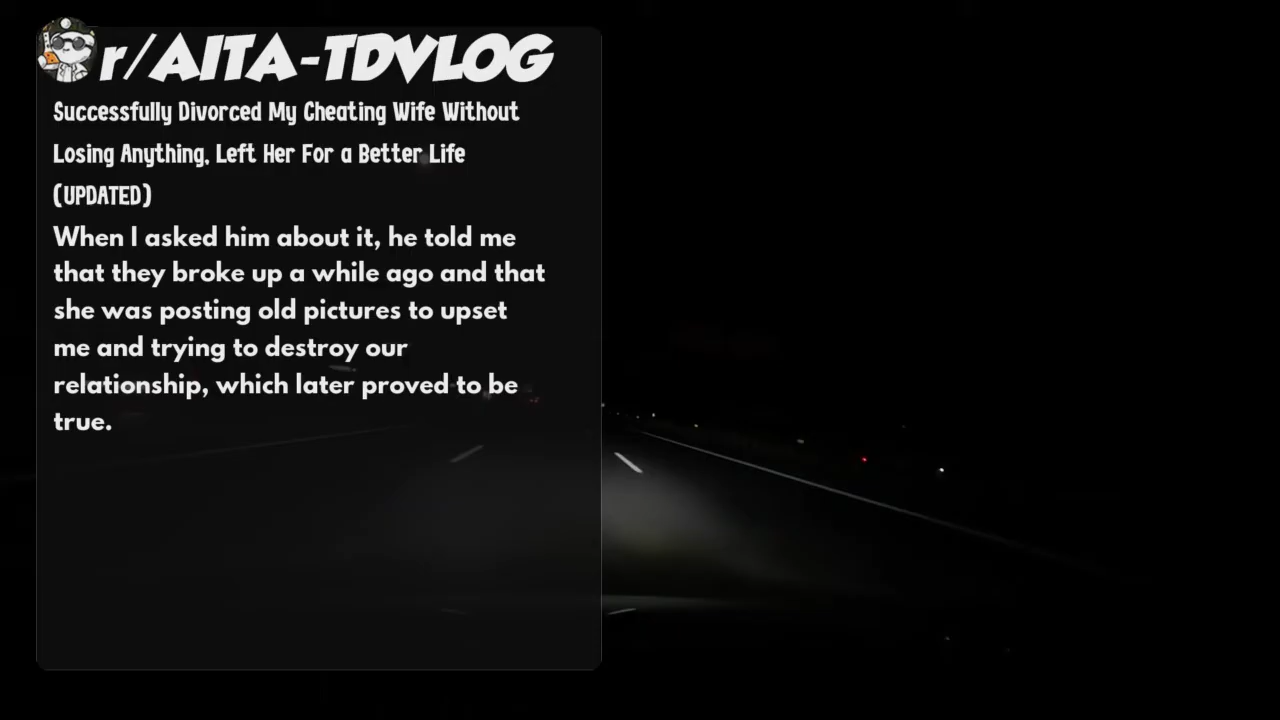 r/AITA-TDVLOG
Successfully Divorced My Cheating Wife Without
Losing Anything, Left Her For a Better Life
(UPDATED)
When I asked him about it, he told me
that they broke up a while ago and that
she was posting old pictures to upset
me and trying to destroy our
relationship, which later proved to be
true.